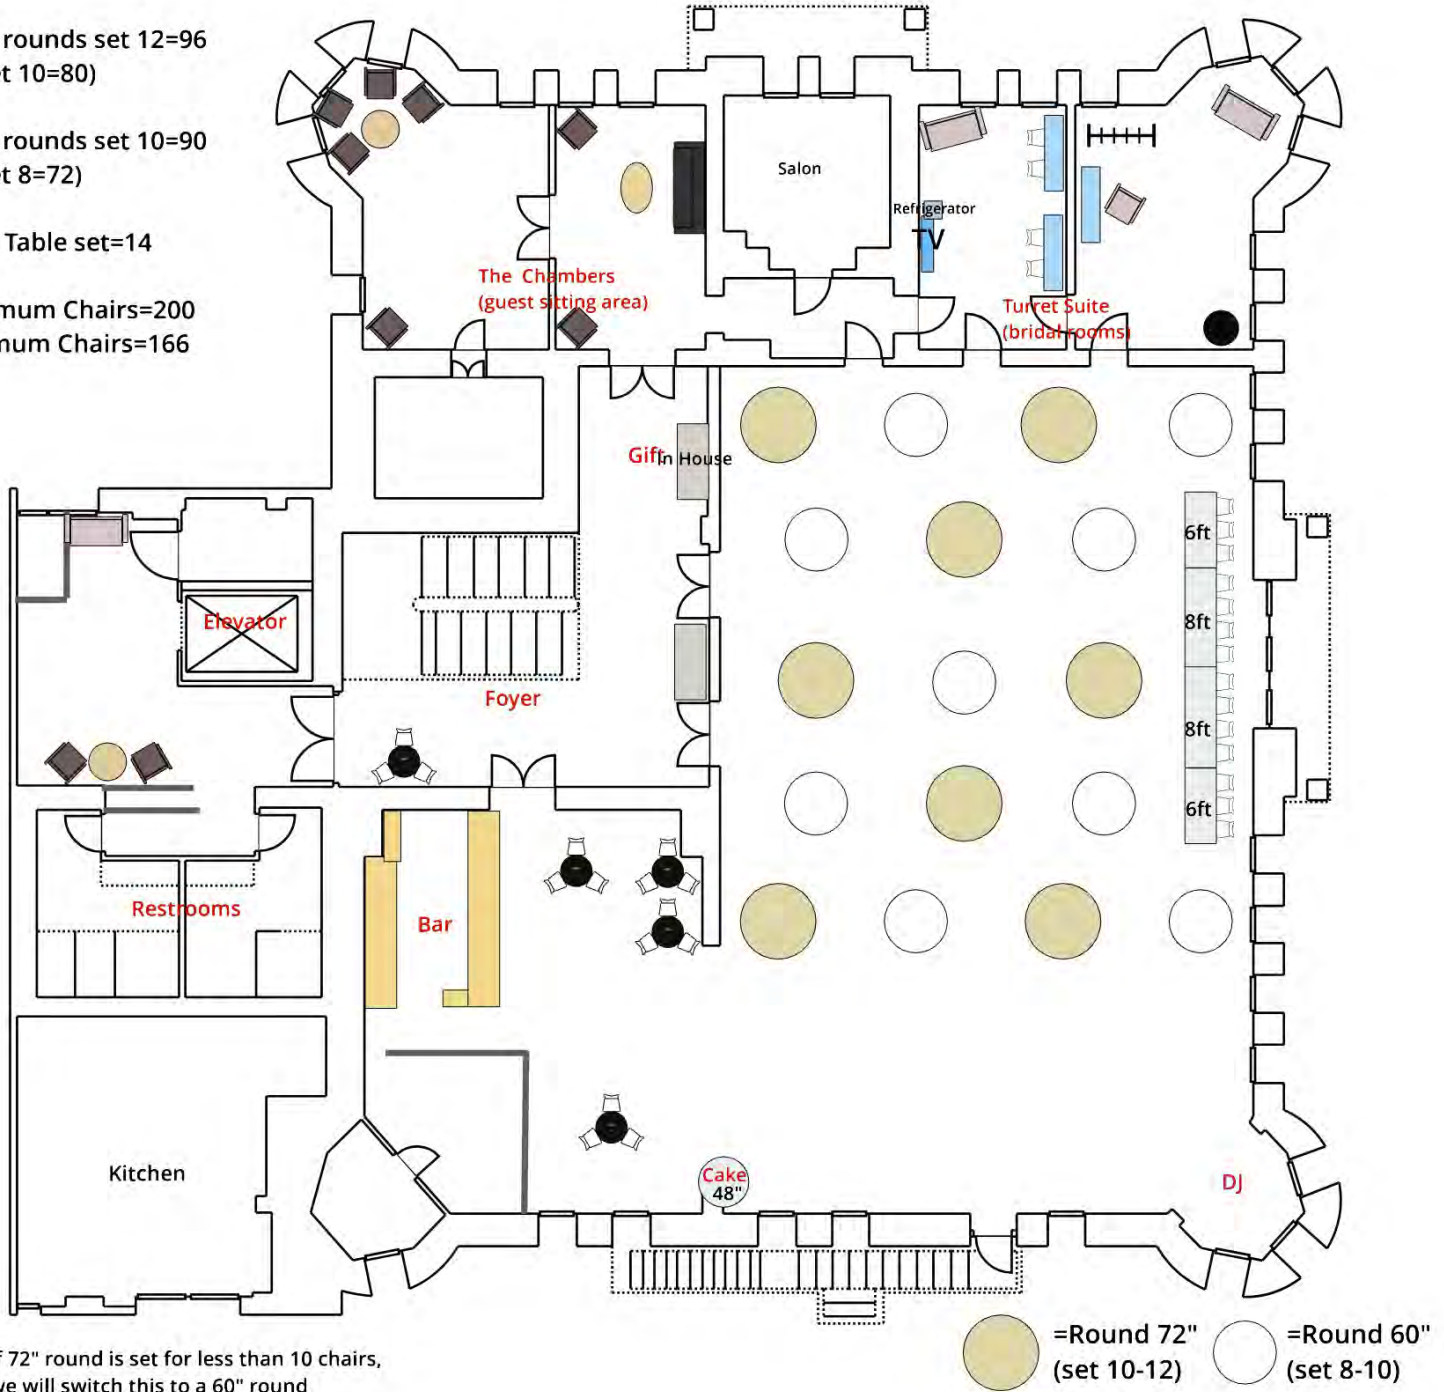 rounds set 12=96
et 10=80)
rounds set 10=90
et 8=72)
Table set=14
mum Chairs=200
mum Chairs=166
Salon
Refrigerator
TV
The Chambers
(guest sitting area)
Turret Suite
(bridal rooms)
Gift
In House
6ft
Elevator
8ft
Foyer
8ft
6ft
Restrooms
Bar
Kitchen
Cake
48"
DJ
=Round 72"
(set 10-12)
=Round 60"
(set 8-10)
f 72" round is set for less than 10 chairs,
we will switch this to a 60" round